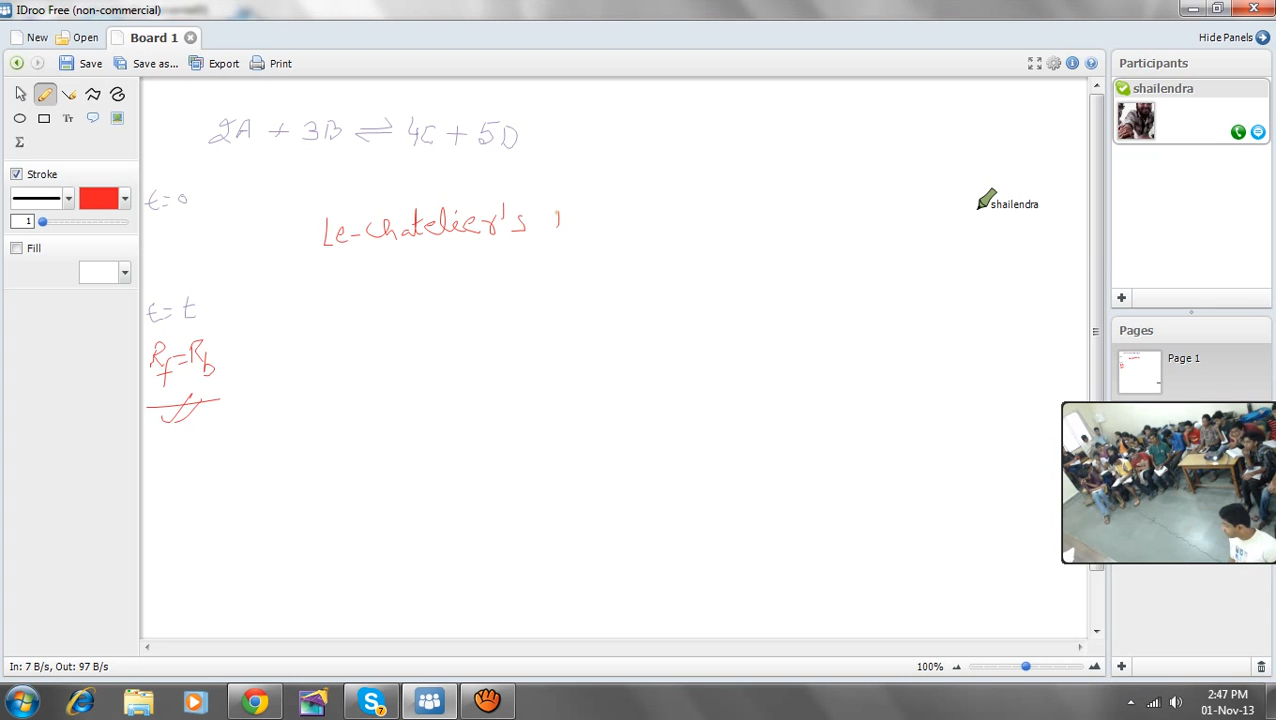 IDroo Free (non-commercial)
New Open Board 1 Hide Panels
Save Save as... Export Print
Participants
shailendra
2A + 3B ⇌ 4C + 5D
Stroke
1
Fill
t=0
shailendra
Le-chatelier's
t=t
Rf=Rb
Pages
Page 1
In: 7 B/s, Out: 97 B/s
100%
7
2:47 PM
01-Nov-13